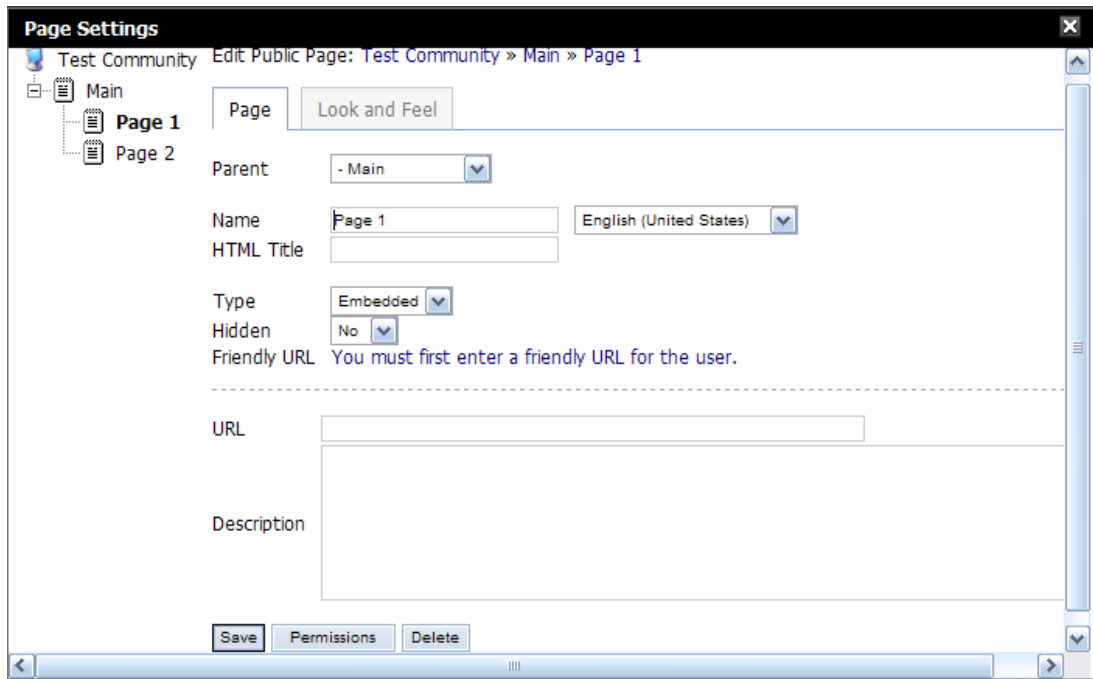 Page Settings
Test Community
Main
Page 1
Page 2
Edit Public Page: Test Community » Main » Page 1
Page
Look and Feel
Parent
- Main
Name
Page 1
English (United States)
HTML Title
Type
Embedded
Hidden
No
Friendly URL
You must first enter a friendly URL for the user.
URL
Description
Save
Permissions
Delete